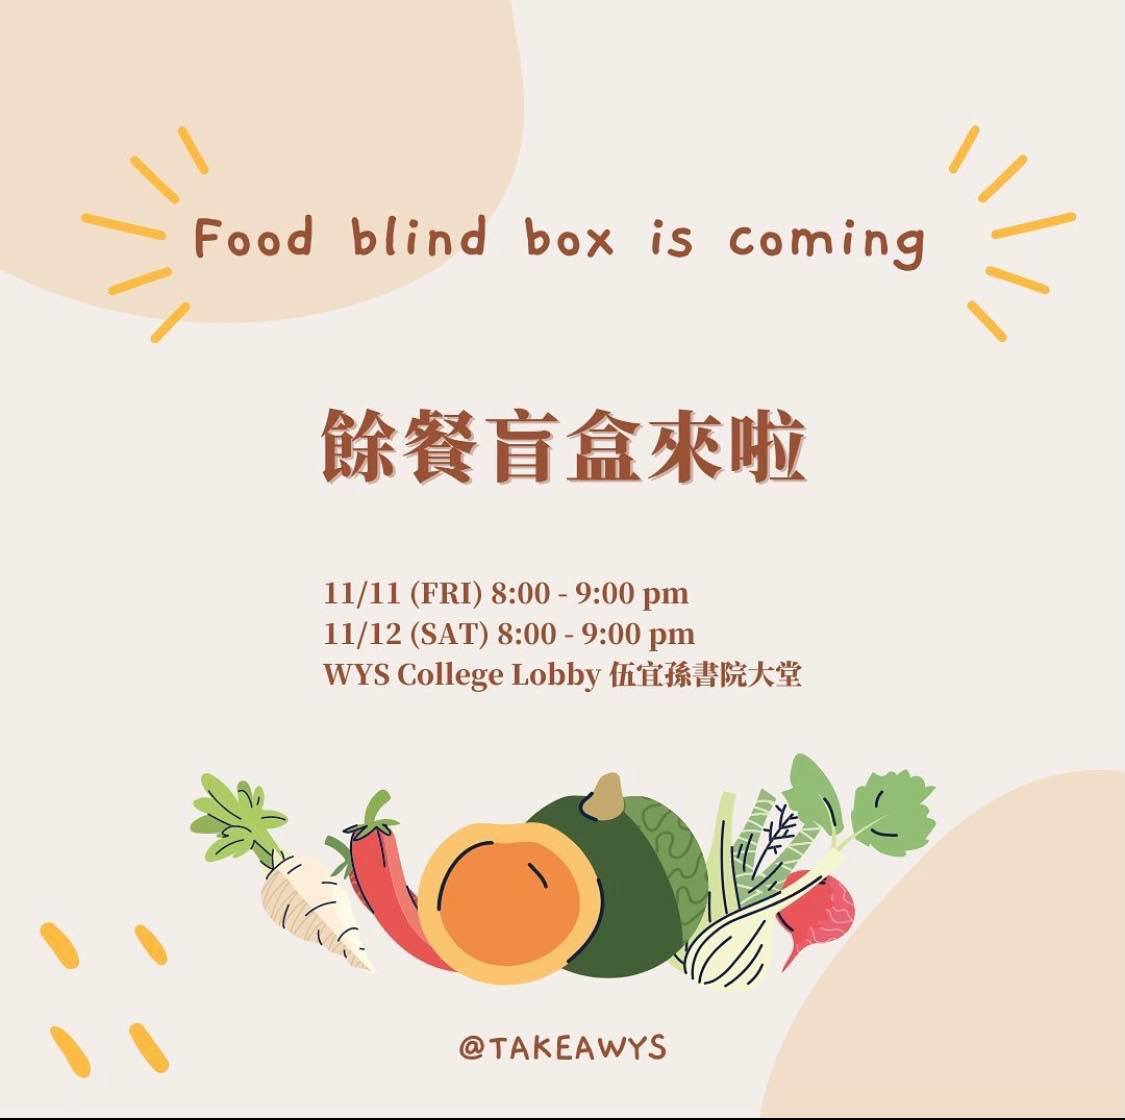 Food blind box is coming
餘餐盲盒來啦
11/11 (FRI) 8:00 - 9:00 pm
11/12 (SAT) 8:00 - 9:00 pm
WYS College Lobby 伍宜孫書院大堂
@TAKEAWYS